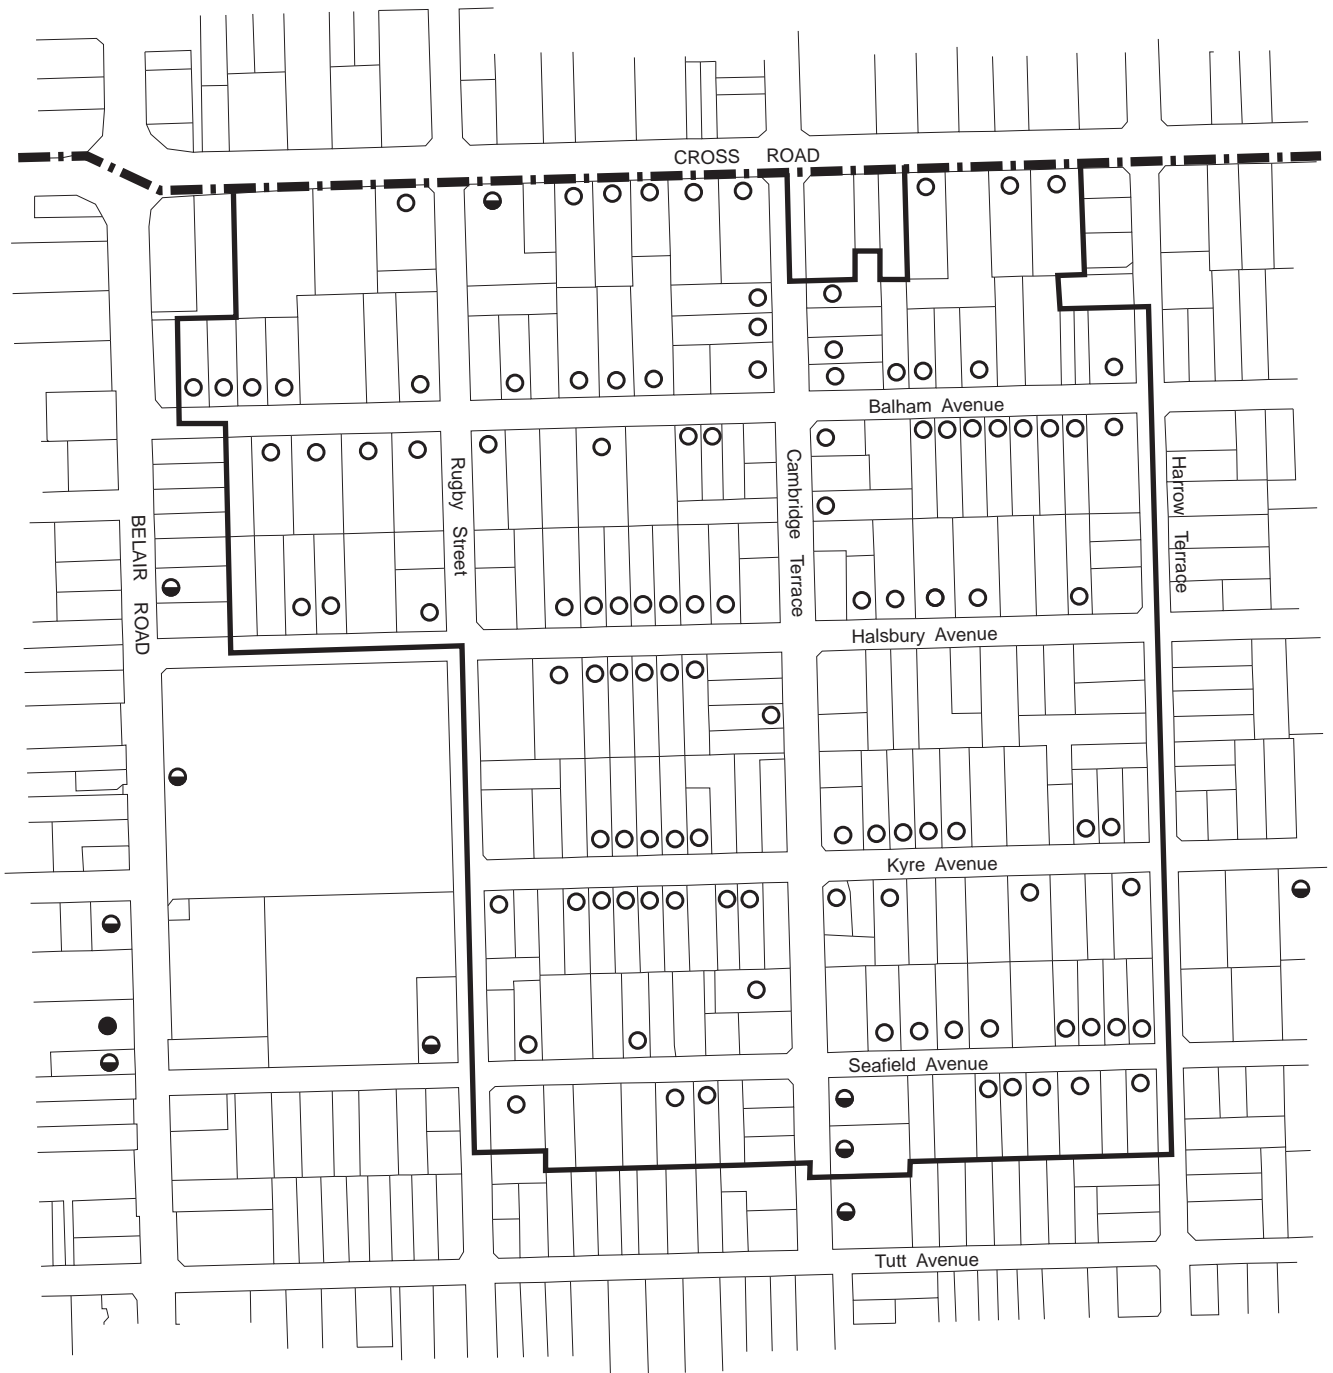 CROSS ROAD
Balham Avenue
Rugby Street
Cambridge Terrace
Harrow Terrace
BELAIR ROAD
Halsbury Avenue
Kyre Avenue
Seafield Avenue
Tutt Avenue